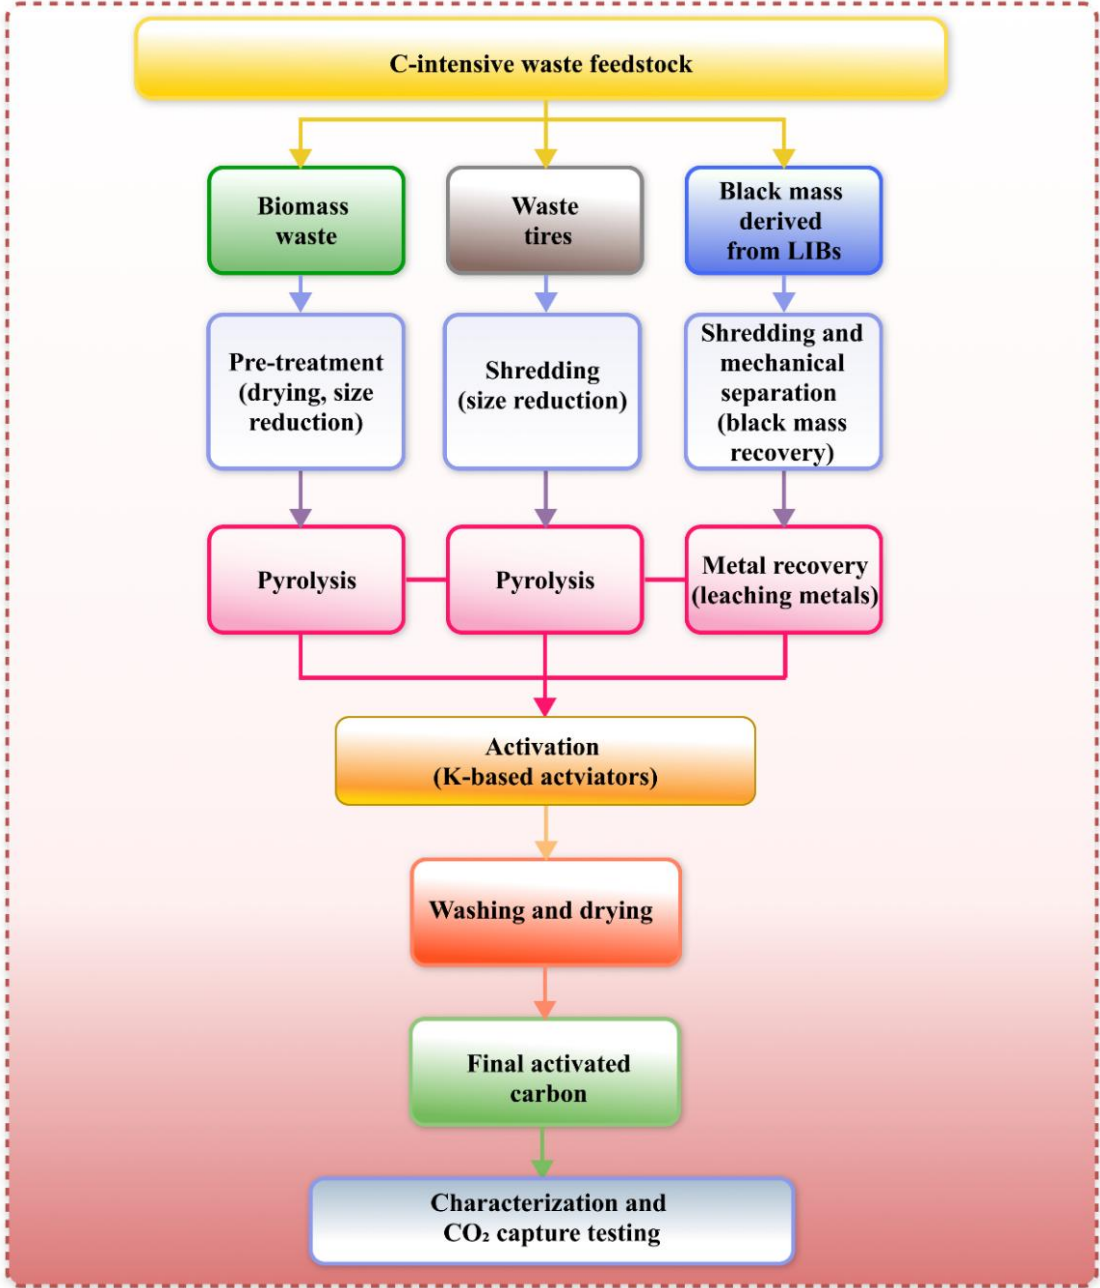 C-intensive waste feedstock
Biomass
waste
Waste
tires
Black mass
derived
from LIBs
Pre-treatment
(drying, size
reduction)
Shredding
(size reduction)
Shredding and
mechanical
separation
(black mass
recovery)
Pyrolysis
Pyrolysis
Metal recovery
(leaching metals)
Activation
(K-based actviators)
Washing and drying
Final activated
carbon
Characterization and
CO₂ capture testing